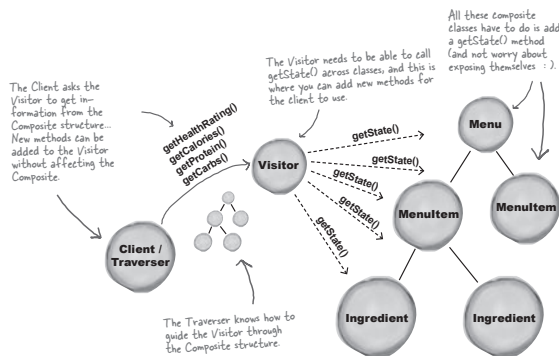 The Client asks the
Visitor to get in-
formation from the
Composite structure...
New methods can be
added to the Visitor
without affecting the
Composite.
The Visitor needs to be able to call
getState() across classes, and this is
where you can add new methods for
the client to use.
All these composite
classes have to do is add
a getState() method
(and not worry about
exposing themselves : ).
getHealthRating()
getCalories()
getProtein()
getCarbs()
Client /
Traverser
Visitor
getState()
getState()
getState()
getState()
getState()
Menu
MenuItem
MenuItem
Ingredient
Ingredient
The Traverser knows how to
guide the Visitor through
the Composite structure.